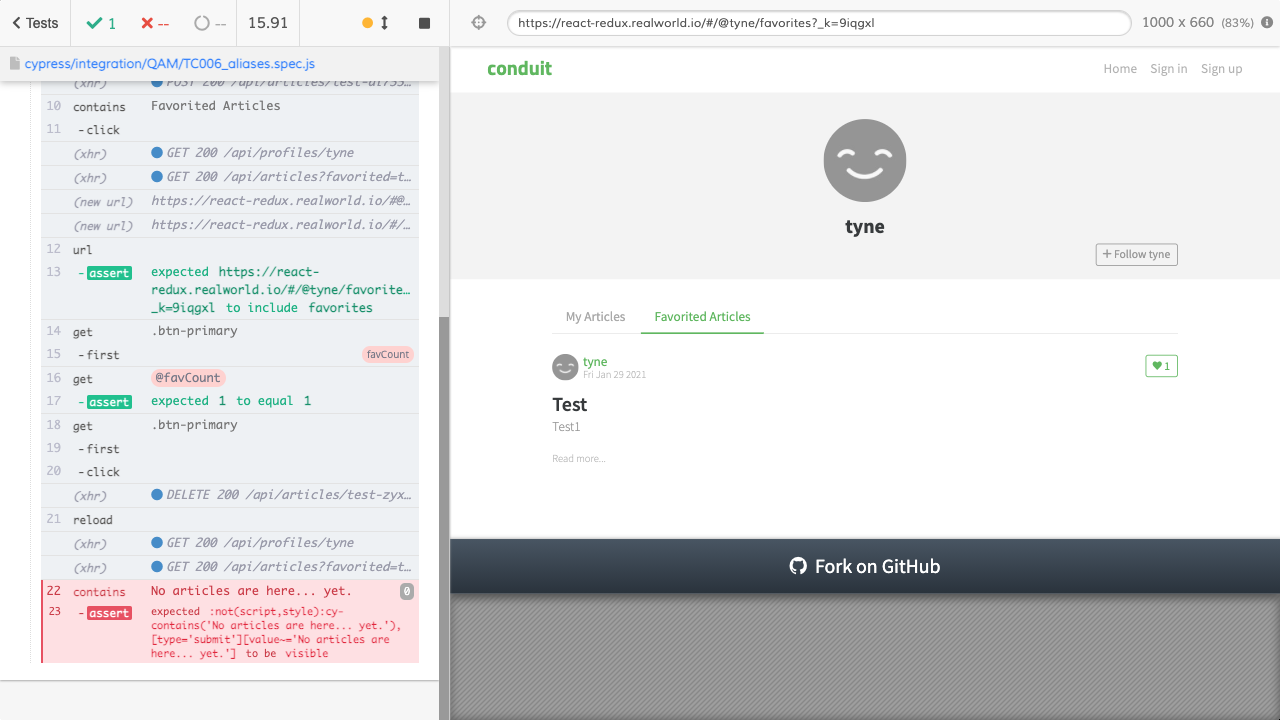 Tests
1
--
--
15.91
https://react-redux.realworld.io/#/@tyne/favorites?_k=9iqgxl
1000 x 660 (83%)
cypress/integration/QAM/TC006_aliases.spec.js
(xhr)
10 contains Favorited Articles
11 -click
(xhr) GET 200 /api/profiles/tyne
(xhr) GET 200 /api/articles?favorited=t…
(new url) https://react-redux.realworld.io/#@…
(new url) https://react-redux.realworld.io/#/…
12 url
13 -assert expected https://react-
redux.realworld.io/#/@tyne/favorite…
_k=9iqgxl to include favorites
14 get .btn-primary
15 -first favCount
16 get @favCount
17 -assert expected 1 to equal 1
18 get .btn-primary
19 -first
20 -click
(xhr) DELETE 200 /api/articles/test-zyx…
21 reload
(xhr) GET 200 /api/profiles/tyne
(xhr) GET 200 /api/articles?favorited=t…
22 contains No articles are here... yet. 0
23 -assert expected :not(script,style):cy-
contains('No articles are here... yet.'),
[type='submit'][value~='No articles are
here... yet.'] to be visible
conduit
Home Sign in Sign up
tyne
+ Follow tyne
My Articles Favorited Articles
tyne
Fri Jan 29 2021
1
Test
Test1
Read more...
Fork on GitHub